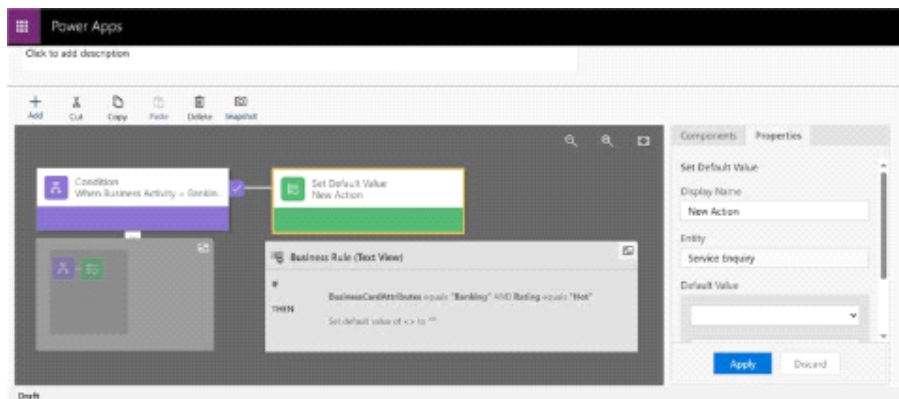 Power Apps
Click to add description
Add Cut Copy Paste Delete Snapshot
Components Properties
Condition
When Business Activity = Bankin...
Set Default Value
New Action
Set Default Value
Display Name
New Action
Entity
Service Enquiry
Default Value
Business Rule (Text View)
IF
BusinessCardAttributes equals "Banking" AND Rating equals "Hot"
THEN
Set default value of <> to ""
Apply Discard
Draft